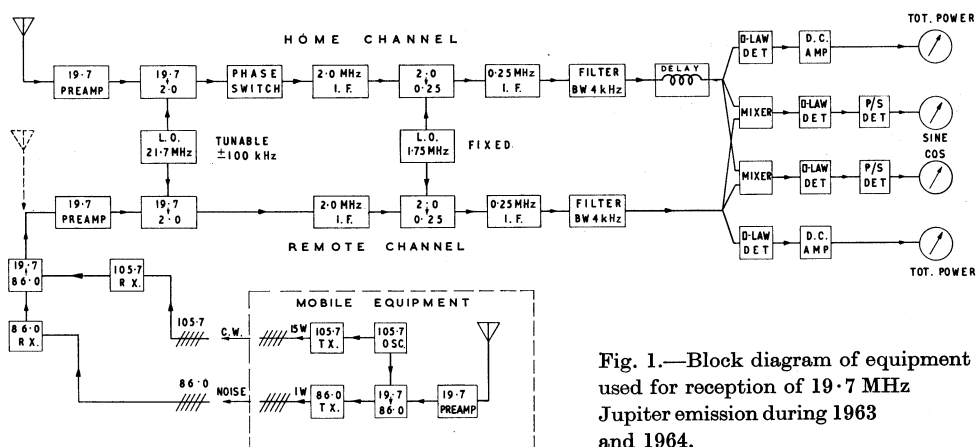 TOT. POWER
HOME CHANNEL
19·7
PREAMP
19·7
2·0
PHASE
SWITCH
2·0 MHz
I.F.
2·0
0·25
0·25MHz
I.F.
FILTER
BW 4kHz
DELAY
□-LAW
DET
D.C.
AMP
MIXER
□-LAW
DET
P/S
DET
SINE
COS
L.O.
21·7MHz
TUNABLE
±100 kHz
L.O.
1·75MHz
FIXED.
MIXER
□-LAW
DET
P/S
DET
19·7
PREAMP
19·7
2·0
2·0MHz
I.F.
2·0
0·25
0·25MHz
I.F.
FILTER
BW 4kHz
REMOTE CHANNEL
□-LAW
DET
D.C.
AMP
TOT. POWER
19·7
86·0
105·7
RX.
86·0
RX.
MOBILE EQUIPMENT
105·7
C.W.
15W
105·7
TX.
105·7
OSC.
86·0
NOISE
1W
86·0
TX.
19·7
86·0
19·7
PREAMP
Fig. 1.—Block diagram of equipment
used for reception of 19·7 MHz
Jupiter emission during 1963
and 1964.